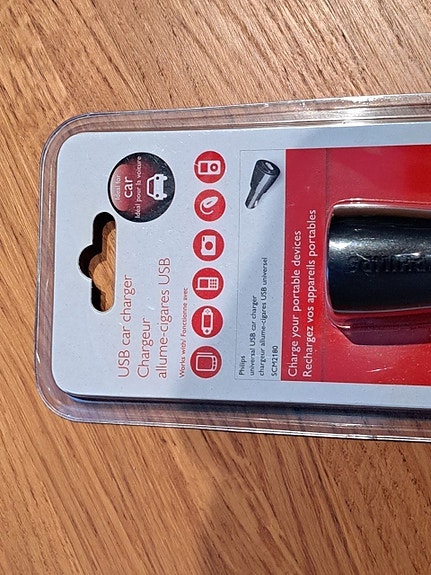 Ideal for
car
Idéal pour la voiture
USB car charger
Chargeur
allume-cigares USB
Works with/ Fonctionne avec
Philips
universal USB car charger
chargeur allume-cigares USB universel
SCM2180
Charge your portable devices
Rechargez vos appareils portables